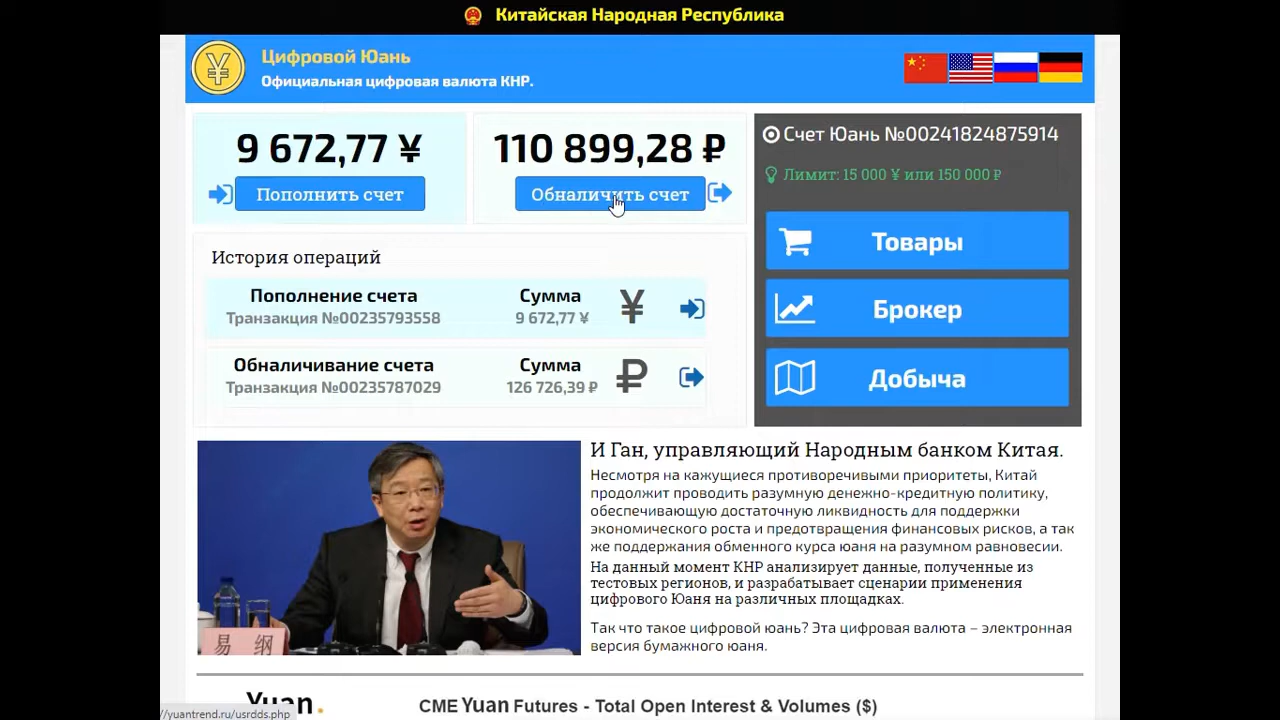 Китайская Народная Республика
Цифровой Юань
Официальная цифровая валюта КНР.
9 672,77 ¥
110 899,28 ₽
Пополнить счет
Обналичить счет
Счет Юань №00241824875914
Лимит: 15 000 ¥ или 150 000 ₽
Товары
Брокер
Добыча
История операций
Пополнение счета
Сумма
¥
Транзакция №00235793558
9 672,77 ¥
Обналичивание счета
Сумма
₽
Транзакция №00235787029
126 726,39 ₽
易 纲
И Ган, управляющий Народным банком Китая.
Несмотря на кажущиеся противоречивыми приоритеты, Китай
продолжит проводить разумную денежно-кредитную политику,
обеспечивающую достаточную ликвидность для поддержки
экономического роста и предотвращения финансовых рисков, а так
же поддержания обменного курса юаня на разумном равновесии.
На данный момент КНР анализирует данные, полученные из
тестовых регионов, и разрабатывает сценарии применения
цифрового Юаня на различных площадках.
Так что такое цифровой юань? Эта цифровая валюта – электронная
версия бумажного юаня.
Yuan.
CME Yuan Futures - Total Open Interest & Volumes ($)
//yuantrend.ru/usrdds.php